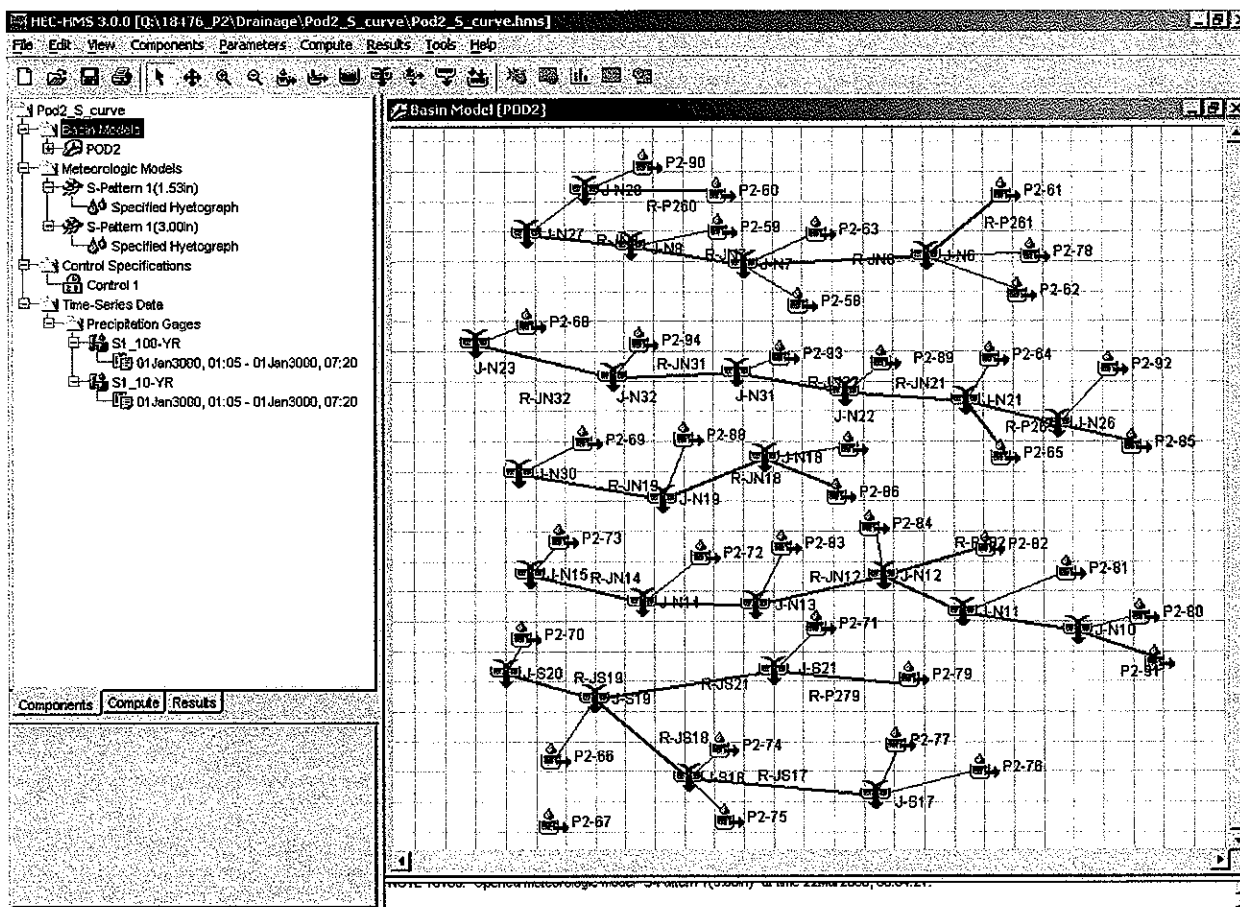 HEC-HMS 3.0.0 [Q:\18476_P2\Drainage\Pod2_S_curve\Pod2_S_curve.hms]
File Edit View Components Parameters Compute Results Tools Help
Pod2_S_curve
Basin Models
POD2
Meteorologic Models
S-Pattern 1(1.53in)
Specified Hyetograph
S-Pattern 1(3.00in)
Specified Hyetograph
Control Specifications
Control 1
Time-Series Data
Precipitation Gages
S1_100-YR
01Jan3000, 01:05 - 01Jan3000, 07:20
S1_10-YR
01Jan3000, 01:05 - 01Jan3000, 07:20
Components Compute Results
Basin Model [POD2]
P2-90
J-N28
P2-60
P2-61
R-P260
R-P261
J-N27
P2-59
P2-63
J-N8
J-N7
R-JN6
J-N6
P2-78
P2-58
P2-62
P2-68
P2-94
P2-93
P2-89
P2-64
P2-92
J-N23
R-JN31
R-JN21
R-JN32
J-N32
J-N31
J-N22
J-N21
J-N26
P2-65
P2-85
P2-69
P2-88
J-N18
J-N30
R-JN19
J-N19
R-JN18
P2-86
P2-84
P2-73
P2-72
P2-83
P2-82
P2-81
J-N15
R-JN14
R-JN12
J-N12
J-N13
J-N11
P2-80
J-N10
P2-91
P2-70
P2-71
J-S20
R-JS19
J-S19
R-JS21
J-S21
R-P279
P2-79
P2-66
R-JS18
P2-74
P2-77
P2-76
J-S18
R-JS17
J-S17
P2-67
P2-75